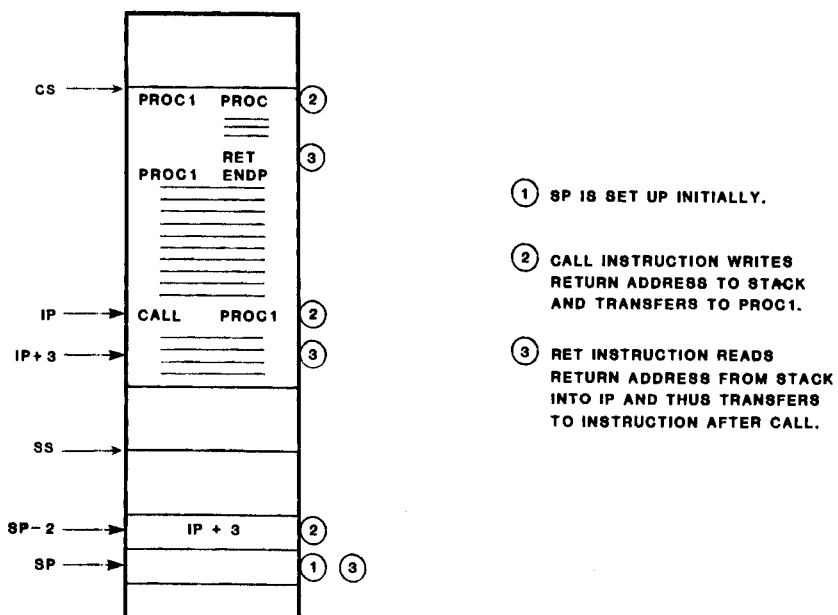 CS
PROC1 PROC 2
RET 3
PROC1 ENDP
IP CALL PROC1 2
IP+3 3
SS
SP-2 IP + 3 2
SP 1 3
1 SP IS SET UP INITIALLY.
2 CALL INSTRUCTION WRITES
RETURN ADDRESS TO STACK
AND TRANSFERS TO PROC1.
3 RET INSTRUCTION READS
RETURN ADDRESS FROM STACK
INTO IP AND THUS TRANSFERS
TO INSTRUCTION AFTER CALL.